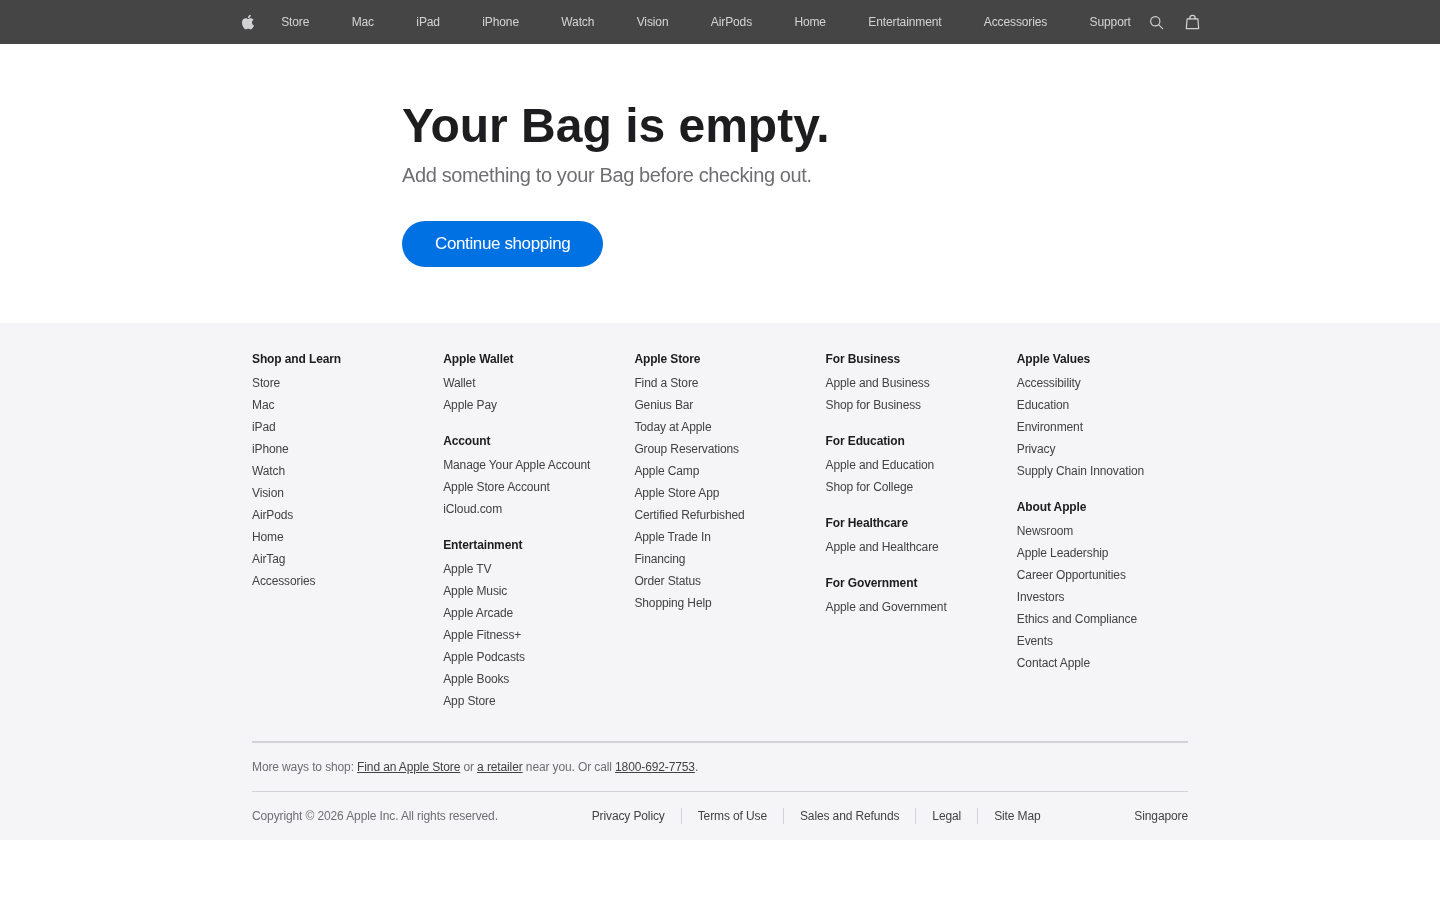 Store Mac iPad iPhone Watch Vision AirPods Home Entertainment Accessories Support
Your Bag is empty.
Add something to your Bag before checking out.
Continue shopping
Shop and Learn
Store
Mac
iPad
iPhone
Watch
Vision
AirPods
Home
AirTag
Accessories
Apple Wallet
Wallet
Apple Pay
Account
Manage Your Apple Account
Apple Store Account
iCloud.com
Entertainment
Apple TV
Apple Music
Apple Arcade
Apple Fitness+
Apple Podcasts
Apple Books
App Store
Apple Store
Find a Store
Genius Bar
Today at Apple
Group Reservations
Apple Camp
Apple Store App
Certified Refurbished
Apple Trade In
Financing
Order Status
Shopping Help
For Business
Apple and Business
Shop for Business
For Education
Apple and Education
Shop for College
For Healthcare
Apple and Healthcare
For Government
Apple and Government
Apple Values
Accessibility
Education
Environment
Privacy
Supply Chain Innovation
About Apple
Newsroom
Apple Leadership
Career Opportunities
Investors
Ethics and Compliance
Events
Contact Apple
More ways to shop: Find an Apple Store or a retailer near you. Or call 1800-692-7753.
Copyright © 2026 Apple Inc. All rights reserved. Privacy Policy Terms of Use Sales and Refunds Legal Site Map Singapore